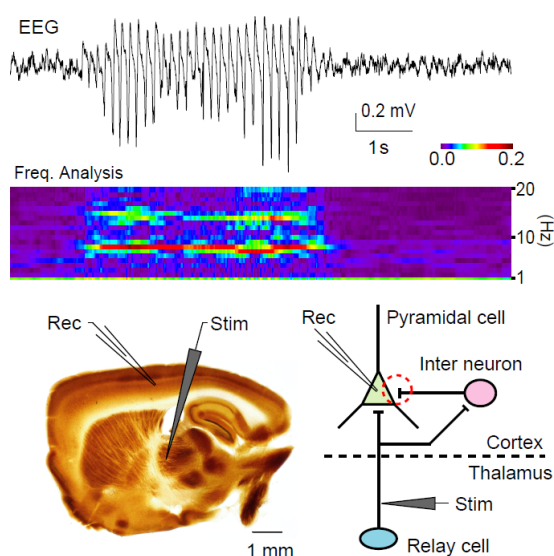 EEG
0.2 mV
1s
0.0 0.2
Freq. Analysis
20
10
1
(Hz)
Rec
Stim
1 mm
Rec
Pyramidal cell
Inter neuron
Cortex
Thalamus
Stim
Relay cell